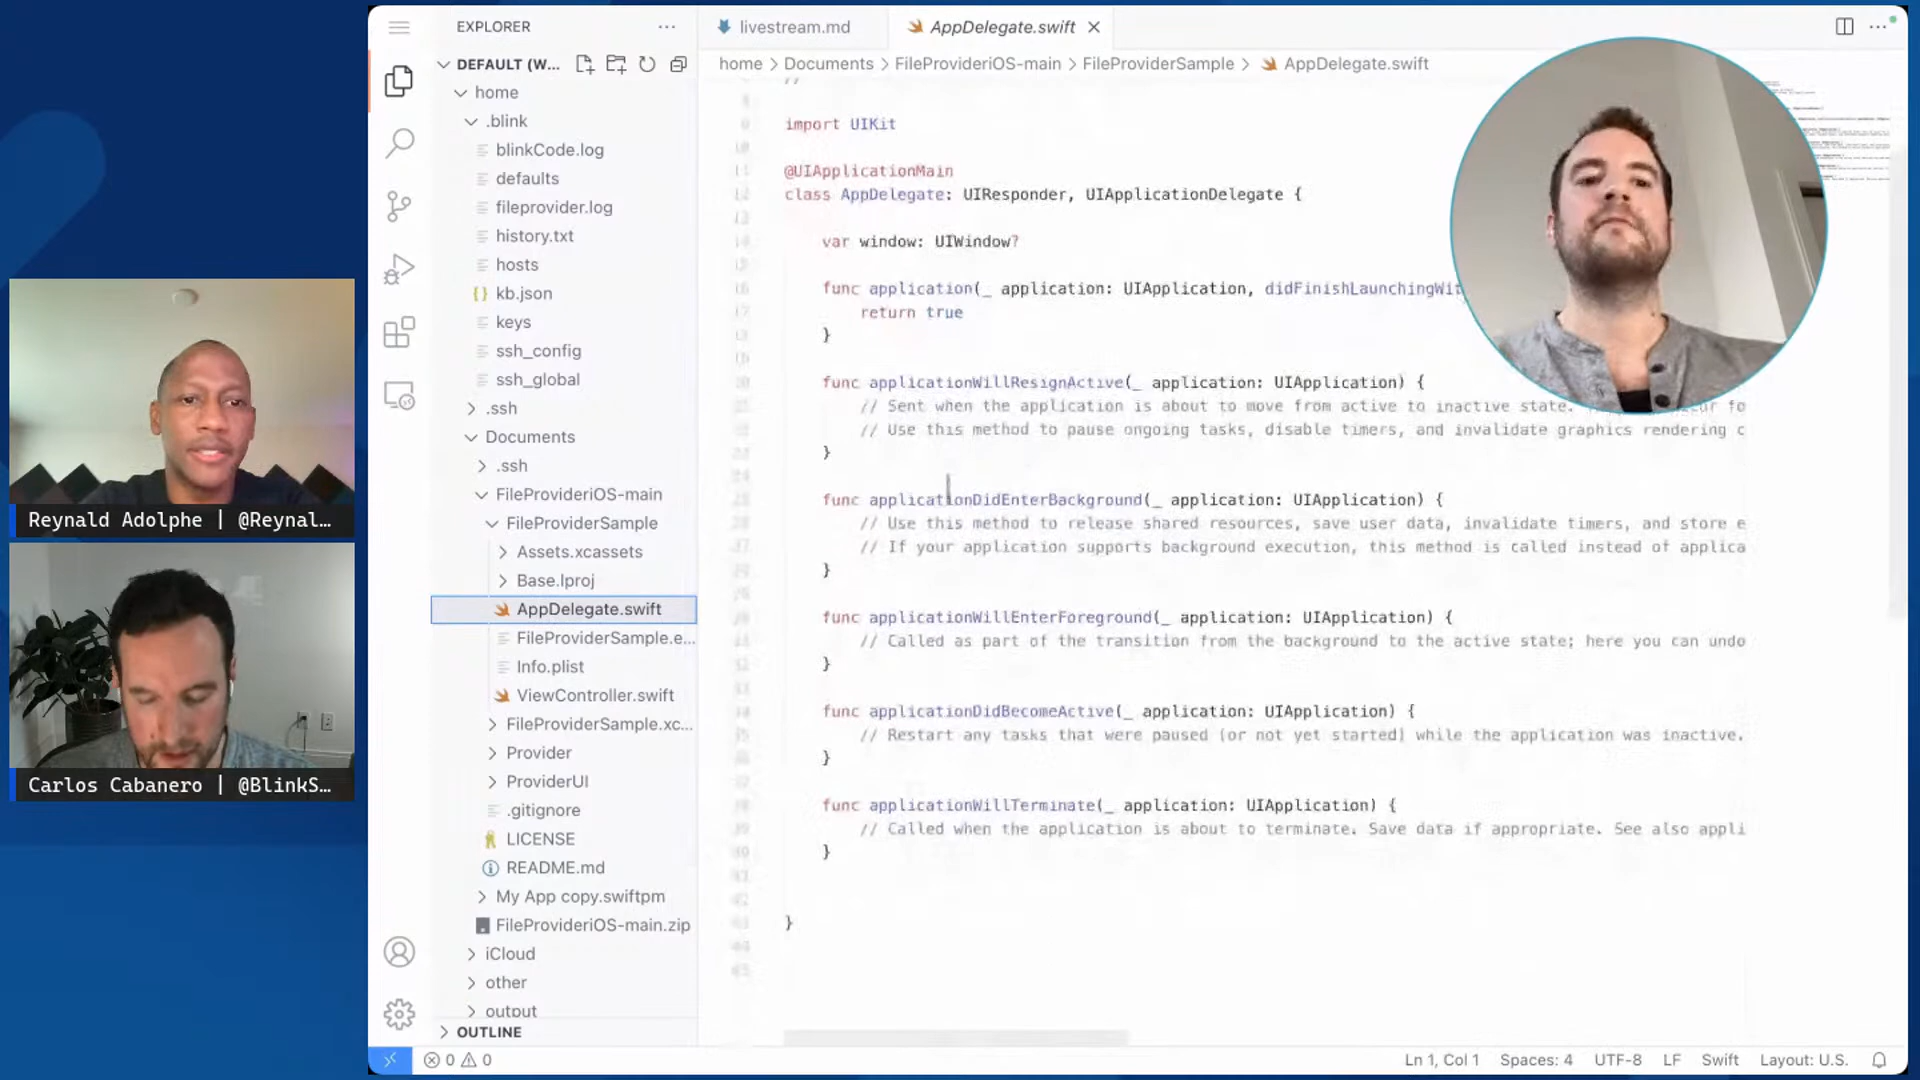 EXPLORER
DEFAULT (W...
home
.blink
blinkCode.log
defaults
fileprovider.log
history.txt
hosts
{} kb.json
keys
ssh_config
ssh_global
.ssh
Documents
.ssh
FileProvideriOS-main
FileProviderSample
Assets.xcassets
Base.lproj
AppDelegate.swift
FileProviderSample.e...
Info.plist
ViewController.swift
FileProviderSample.xc...
Provider
ProviderUI
.gitignore
LICENSE
README.md
My App copy.swiftpm
FileProvideriOS-main.zip
iCloud
other
output
OUTLINE
livestream.md
AppDelegate.swift
home > Documents > FileProvideriOS-main > FileProviderSample > AppDelegate.swift
//
import UIKit
@UIApplicationMain
class AppDelegate: UIResponder, UIApplicationDelegate {
var window: UIWindow?
func application(_ application: UIApplication, didFinishLaunchingWit
return true
}
func applicationWillResignActive(_ application: UIApplication) {
// Sent when the application is about to move from active to inactive state.
// Use this method to pause ongoing tasks, disable timers, and invalidate graphics rendering c
}
func applicationDidEnterBackground(_ application: UIApplication) {
// Use this method to release shared resources, save user data, invalidate timers, and store e
// If your application supports background execution, this method is called instead of applica
}
func applicationWillEnterForeground(_ application: UIApplication) {
// Called as part of the transition from the background to the active state; here you can undo
}
func applicationDidBecomeActive(_ application: UIApplication) {
// Restart any tasks that were paused (or not yet started) while the application was inactive.
}
func applicationWillTerminate(_ application: UIApplication) {
// Called when the application is about to terminate. Save data if appropriate. See also appli
}
}
Reynald Adolphe | @Reynal...
Carlos Cabanero | @BlinkS...
0 0
Ln 1, Col 1 Spaces: 4 UTF-8 LF Swift Layout: U.S.